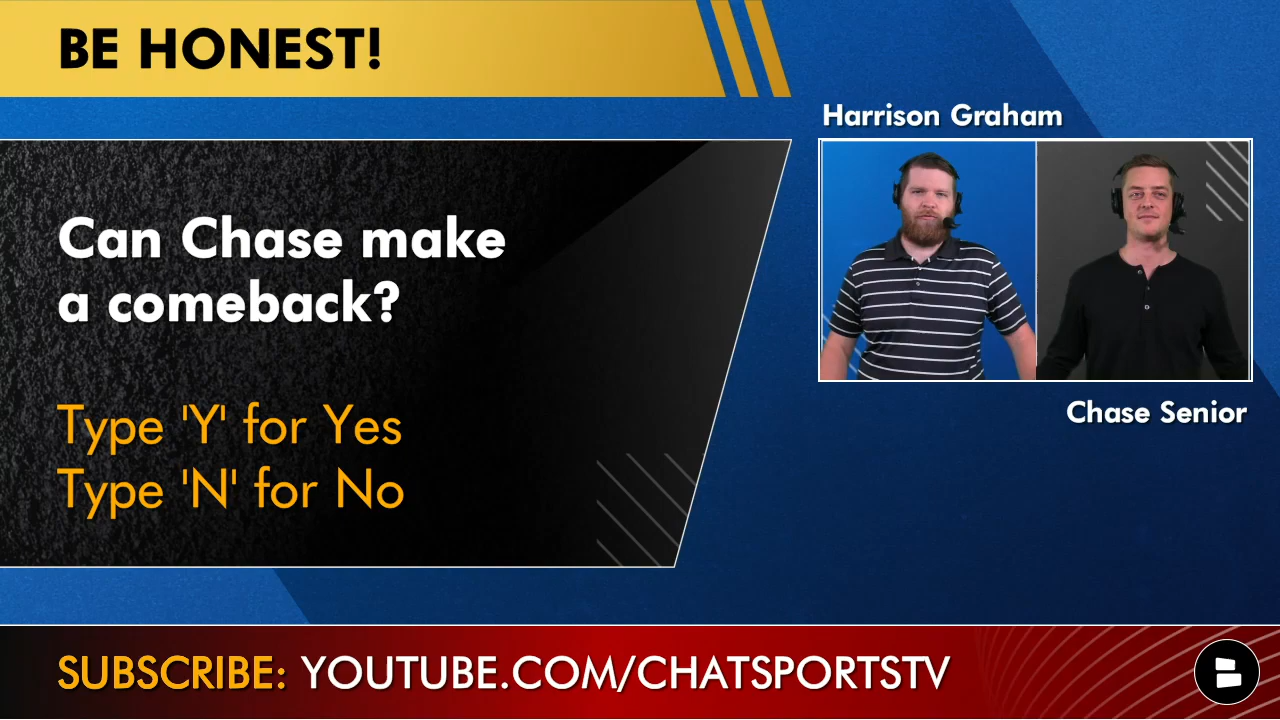 BE HONEST!
Harrison Graham
Can Chase make
a comeback?
Chase Senior
Type 'Y' for Yes
Type 'N' for No
SUBSCRIBE: YOUTUBE.COM/CHATSPORTSTV